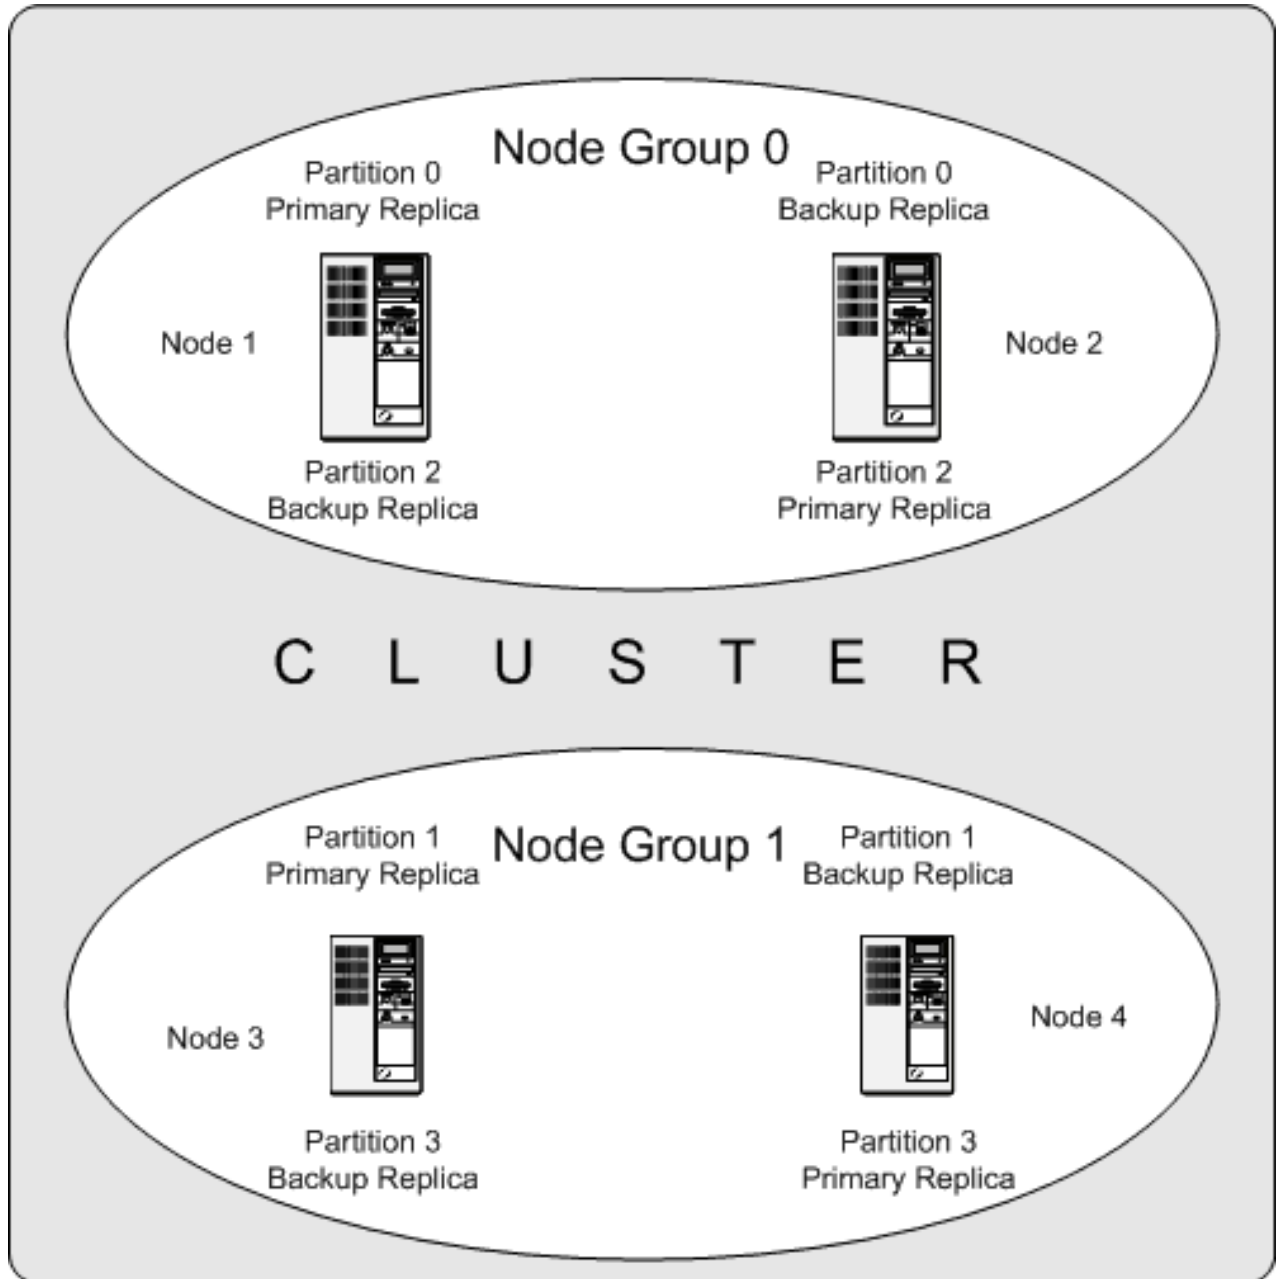 Node Group 0
Partition 0
Primary Replica
Partition 0
Backup Replica
Node 1
Node 2
Partition 2
Backup Replica
Partition 2
Primary Replica
C L U S T E R
Node Group 1
Partition 1
Primary Replica
Partition 1
Backup Replica
Node 3
Node 4
Partition 3
Backup Replica
Partition 3
Primary Replica